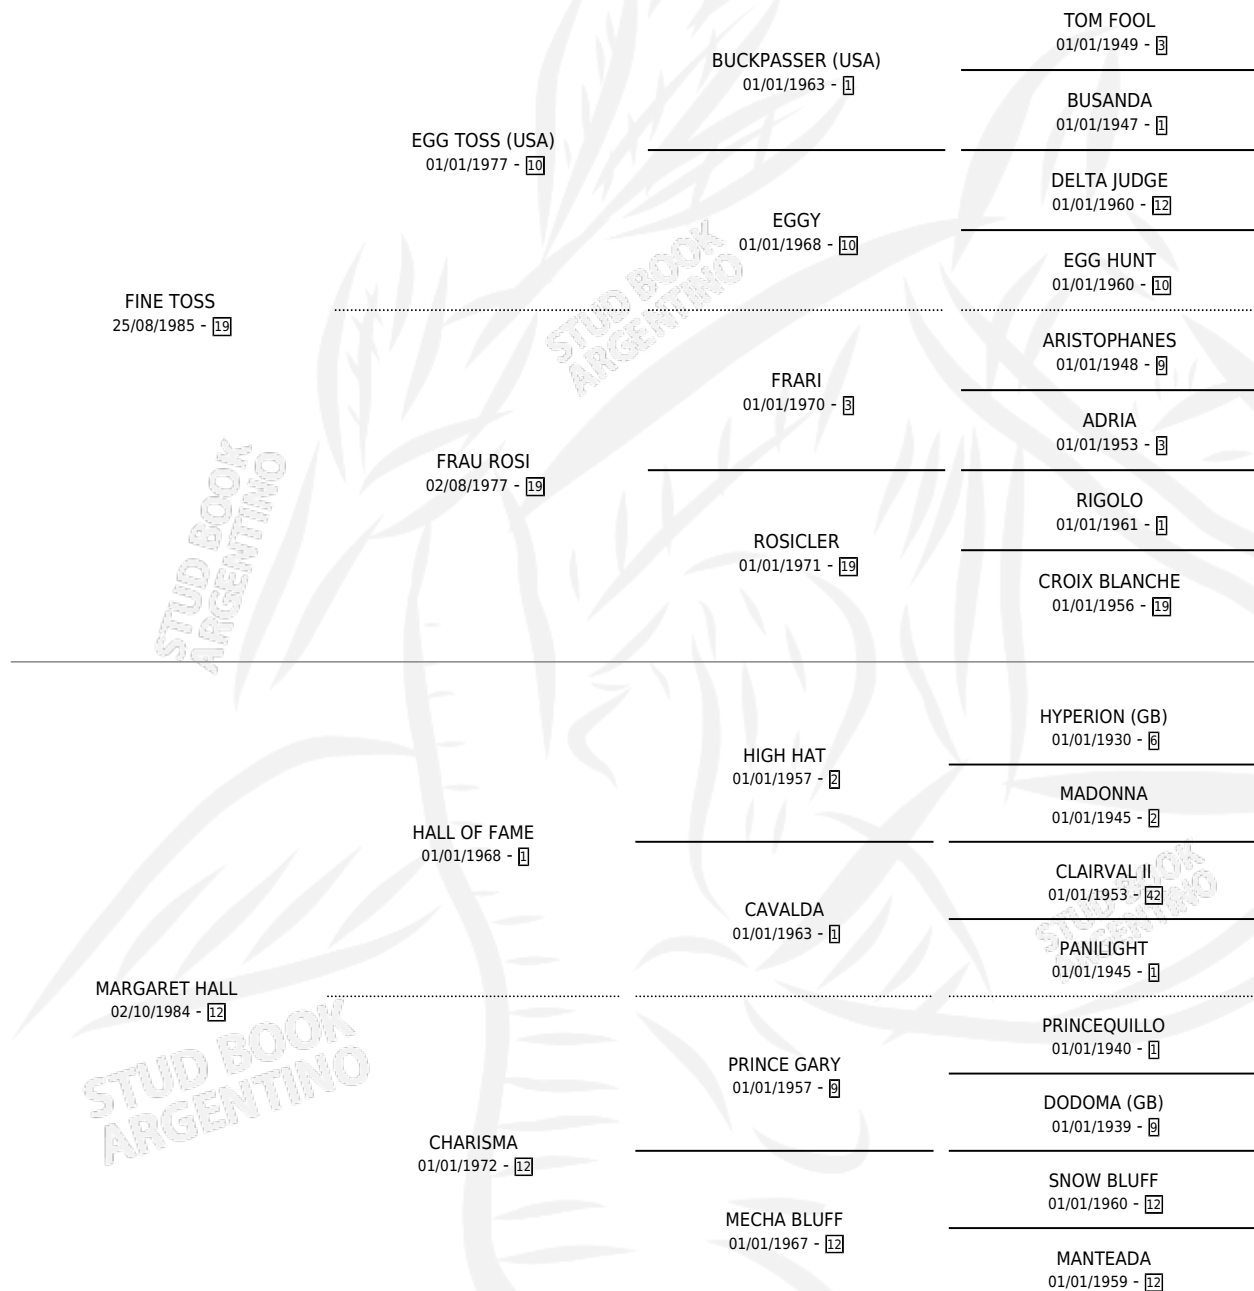 TOM FOOL
01/01/1949 - 3
BUCKPASSER (USA)
01/01/1963 - 1
BUSANDA
01/01/1947 - 1
EGG TOSS (USA)
01/01/1977 - 10
DELTA JUDGE
01/01/1960 - 12
EGGY
01/01/1968 - 10
EGG HUNT
01/01/1960 - 10
FINE TOSS
25/08/1985 - 19
ARISTOPHANES
01/01/1948 - 9
FRARI
01/01/1970 - 3
ADRIA
01/01/1953 - 3
FRAU ROSI
02/08/1977 - 19
RIGOLO
01/01/1961 - 1
ROSICLER
01/01/1971 - 19
CROIX BLANCHE
01/01/1956 - 19
HYPERION (GB)
01/01/1930 - 6
HIGH HAT
01/01/1957 - 2
MADONNA
01/01/1945 - 2
HALL OF FAME
01/01/1968 - 1
CLAIRVAL II
01/01/1953 - 42
CAVALDA
01/01/1963 - 1
PANILIGHT
01/01/1945 - 1
MARGARET HALL
02/10/1984 - 12
PRINCEQUILLO
01/01/1940 - 1
PRINCE GARY
01/01/1957 - 9
DODOMA (GB)
01/01/1939 - 9
CHARISMA
01/01/1972 - 12
SNOW BLUFF
01/01/1960 - 12
MECHA BLUFF
01/01/1967 - 12
MANTEADA
01/01/1959 - 12
STUD BOOK
ARGENTINO
STUD BOOK
ARGENTINO
STUD BOOK
ARGENTINO
STUD BOOK
ARGENTINO